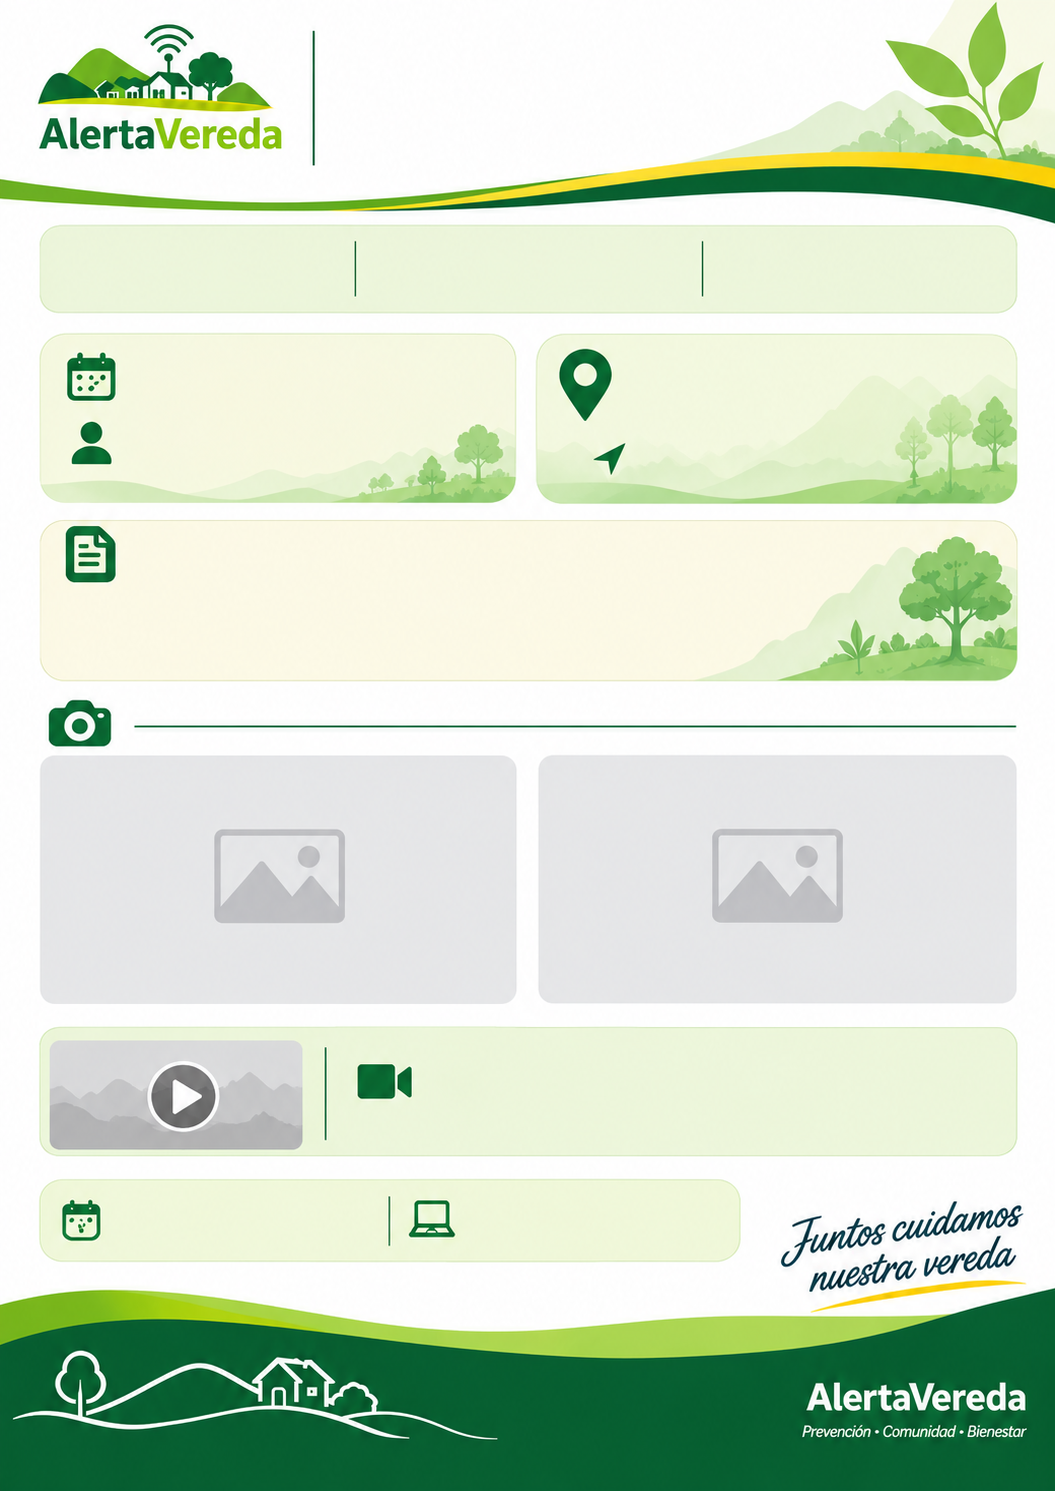 AlertaVereda
Juntos cuidamos
nuestra vereda
AlertaVereda
Prevención • Comunidad • Bienestar